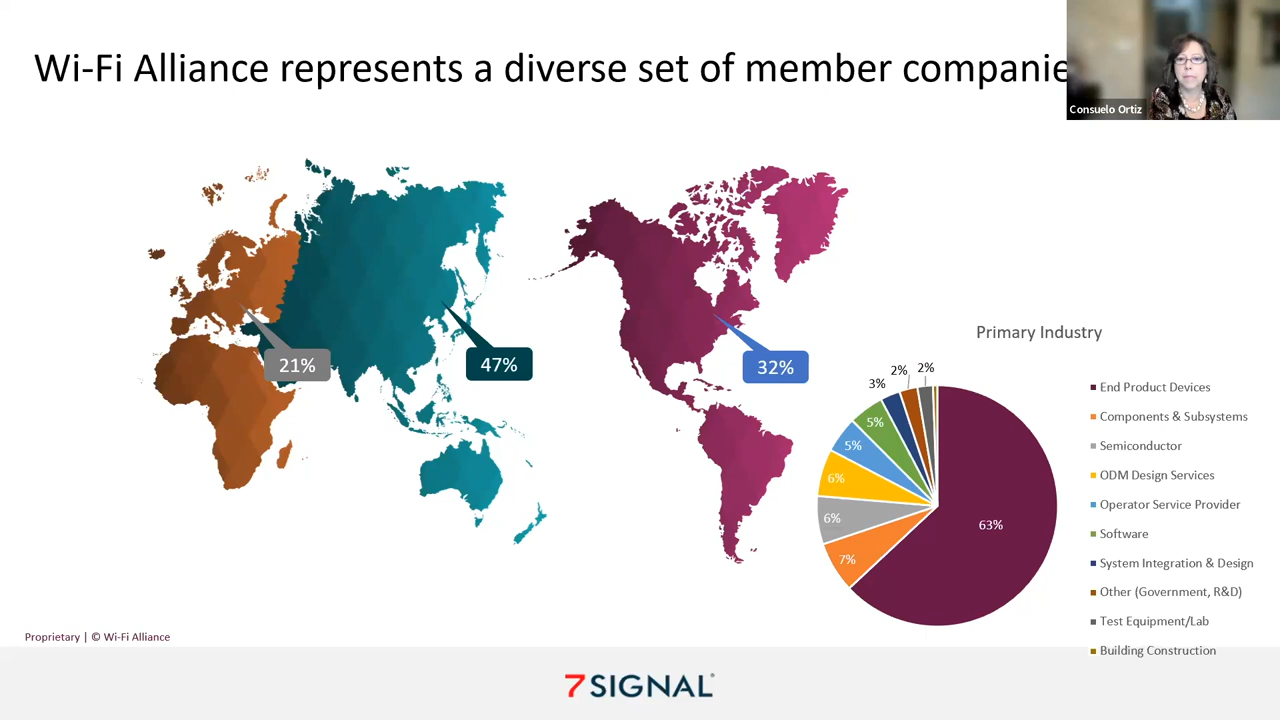 Wi-Fi Alliance represents a diverse set of member companie
Consuelo Ortiz
21%
47%
32%
Primary Industry
2%
2%
3%
5%
5%
6%
6%
7%
63%
End Product Devices
Components & Subsystems
Semiconductor
ODM Design Services
Operator Service Provider
Software
System Integration & Design
Other (Government, R&D)
Test Equipment/Lab
Building Construction
Proprietary | © Wi-Fi Alliance
7SIGNAL®